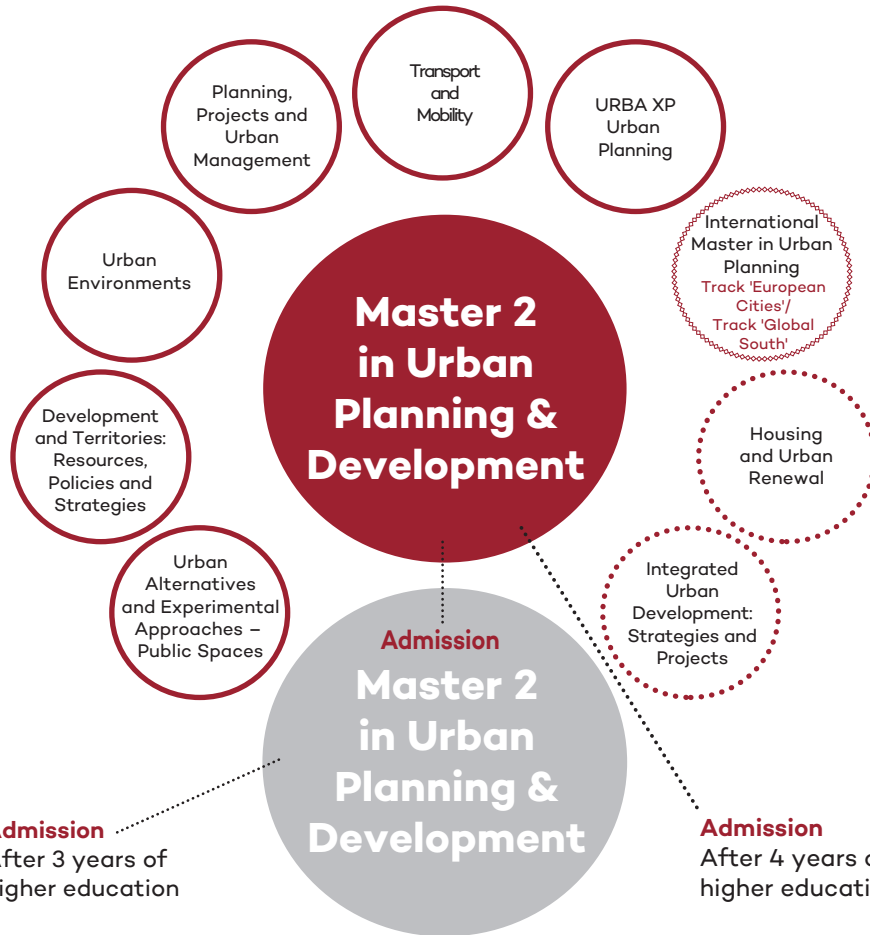 Transport
and
Mobility
Planning,
Projects and
Urban
Management
URBA XP
Urban
Planning
Urban
Environments
International
Master in Urban
Planning
Track 'European
Cities'/
Track 'Global
South'
Master 2
in Urban
Planning &
Development
Development
and Territories:
Resources,
Policies and
Strategies
Housing
and Urban
Renewal
Urban
Alternatives
and Experimental
Approaches –
Public Spaces
Integrated
Urban
Development:
Strategies and
Projects
Admission
Master 2
in Urban
Planning &
Development
dmission
fter 3 years of
igher education
Admission
After 4 years o
higher educati